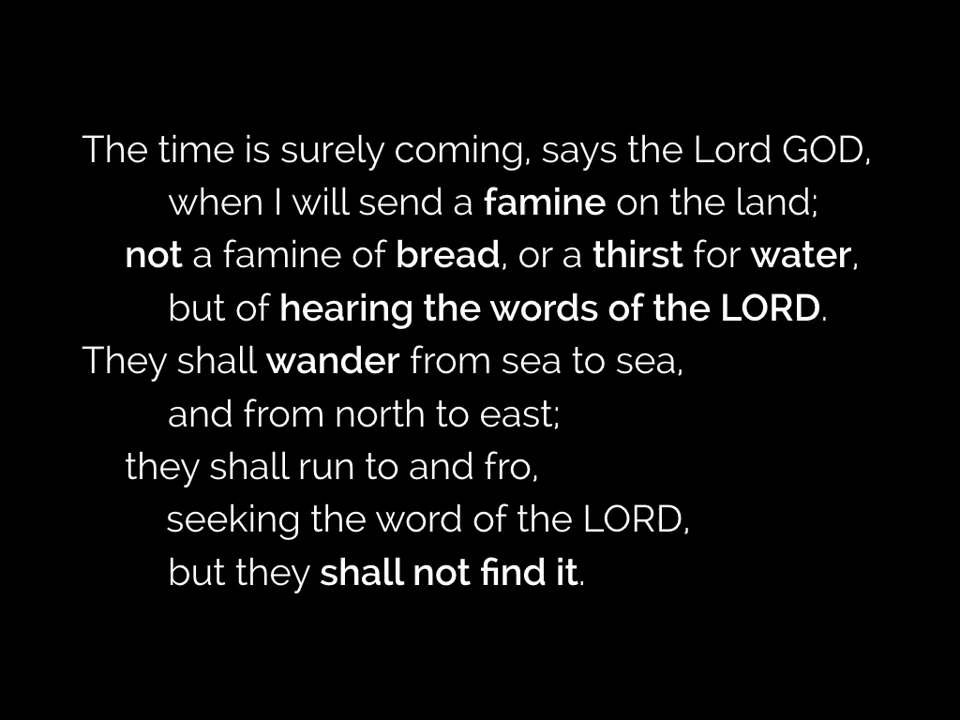 The time is surely coming, says the Lord GOD,
when I will send a famine on the land;
not a famine of bread, or a thirst for water,
but of hearing the words of the LORD.
They shall wander from sea to sea,
and from north to east;
they shall run to and fro,
seeking the word of the LORD,
but they shall not find it.